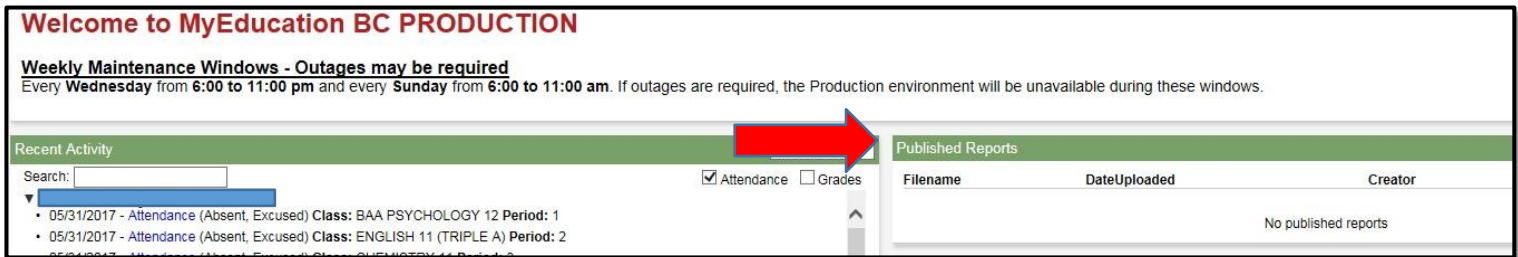 Welcome to MyEducation BC PRODUCTION
Weekly Maintenance Windows - Outages may be required
Every Wednesday from 6:00 to 11:00 pm and every Sunday from 6:00 to 11:00 am. If outages are required, the Production environment will be unavailable during these windows.
Recent Activity
Search:
Attendance Grades
• 05/31/2017 - Attendance (Absent, Excused) Class: BAA PSYCHOLOGY 12 Period: 1
• 05/31/2017 - Attendance (Absent, Excused) Class: ENGLISH 11 (TRIPLE A) Period: 2
Published Reports
Filename DateUploaded Creator
No published reports